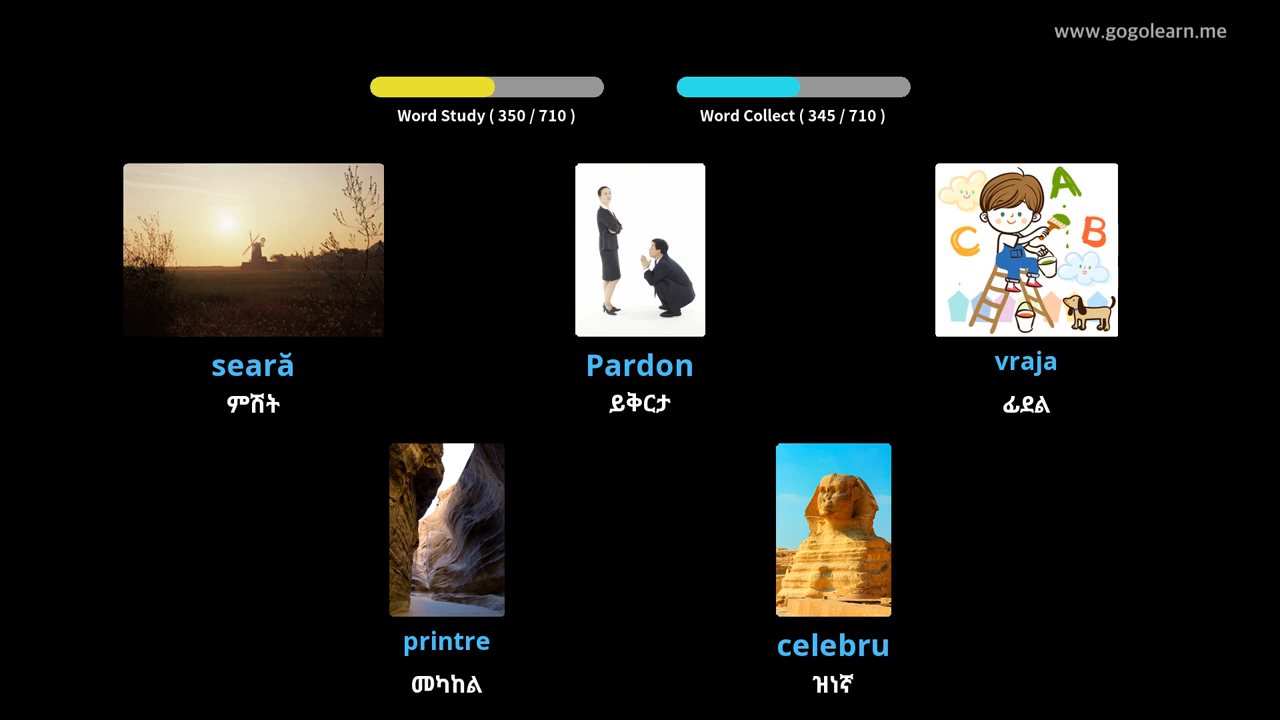 www.gogolearn.me
Word Study ( 350 / 710 )
Word Collect ( 345 / 710 )
seară
ምሽት
Pardon
ይቅርታ
vraja
ፊደል
printre
መካከል
celebru
ዝነኛ
A
B
C